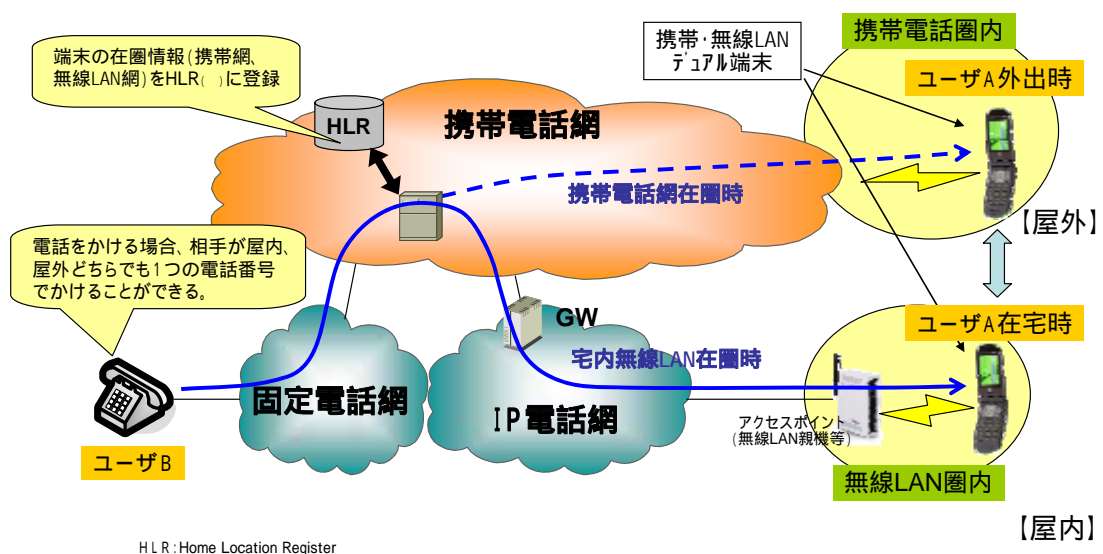 端末の在圏情報(携帯網、
無線LAN網)をHLR( )に登録
携帯・無線LAN
デュアル端末
携帯電話圏内
ユーザA外出時
HLR
携帯電話網
携帯電話網在圏時
【屋外】
電話をかける場合、相手が屋内、
屋外どちらでも1つの電話番号
でかけることができる。
GW
ユーザA在宅時
宅内無線LAN在圏時
固定電話網
IP電話網
アクセスポイント
(無線LAN親機等)
ユーザB
無線LAN圏内
【屋内】
HLR:Home Location Register